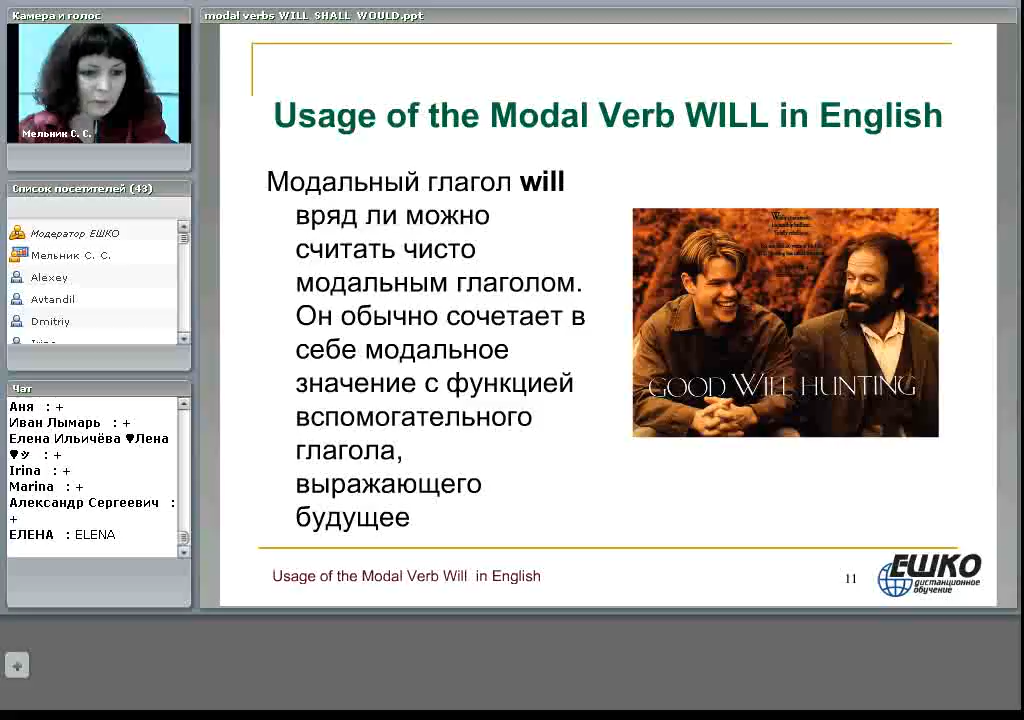 Камера и голос
modal verbs WILL SHALL WOULD.ppt
Мельник С. С.
Список посетителей (43)
Модератор ЕШКО
Мельник С. С.
Alexey
Avtandil
Dmitriy
Чат
Аня : +
Иван Лымарь : +
Елена Ильичёва ♥Лена
♥ッ : +
Irina : +
Marina : +
Александр Сергеевич :
+
ЕЛЕНА : ELENA
Usage of the Modal Verb WILL in English
Модальный глагол will
вряд ли можно
считать чисто
модальным глаголом.
Он обычно сочетает в
себе модальное
значение с функцией
вспомогательного
глагола,
выражающего
будущее
GOOD WILL HUNTING
Usage of the Modal Verb Will in English
11
ЕШКО
дистанционное
обучение